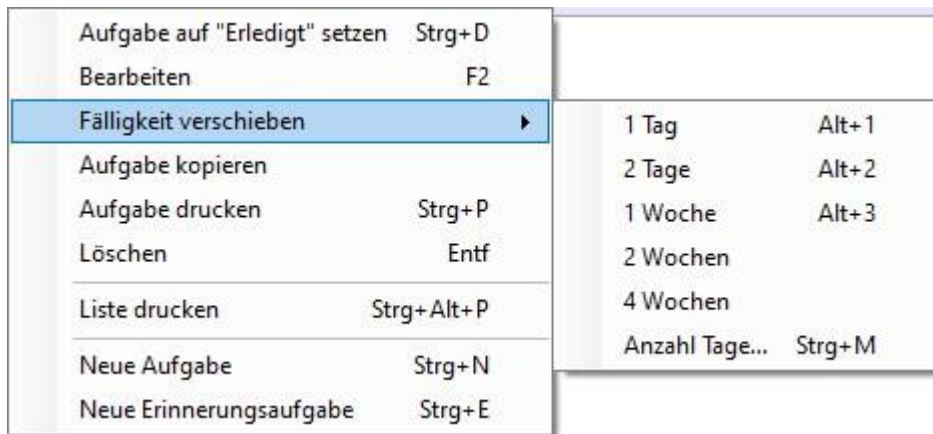 Aufgabe auf "Erledigt" setzen Strg+D
Bearbeiten F2
Fälligkeit verschieben
Aufgabe kopieren
Aufgabe drucken Strg+P
Löschen Entf
Liste drucken Strg+Alt+P
Neue Aufgabe Strg+N
Neue Erinnerungsaufgabe Strg+E
1 Tag Alt+1
2 Tage Alt+2
1 Woche Alt+3
2 Wochen
4 Wochen
Anzahl Tage... Strg+M